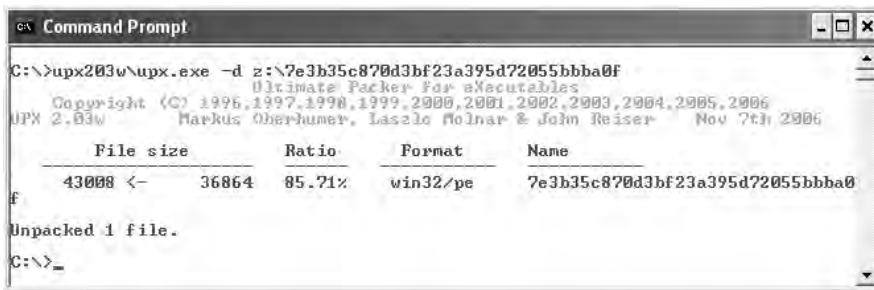 Command Prompt
C:\>upx203w\upx.exe -d z:\7e3b35c870d3bf23a395d72055bbba0f
Ultimate Packer for eXecutables
Copyright (C) 1996,1997,1998,1999,2000,2001,2002,2003,2004,2005,2006
UPX 2.03w Markus Oberhumer, Laszlo Molnar & John Reiser Nov 7th 2006
File size Ratio Format Name
43008 <- 36864 85.71% win32/pe 7e3b35c870d3bf23a395d72055bbba0
f
Unpacked 1 file.
C:\>_